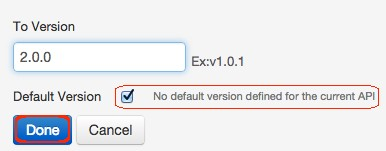 To Version
2.0.0 Ex:v1.0.1
Default Version No default version defined for the current API
Done Cancel